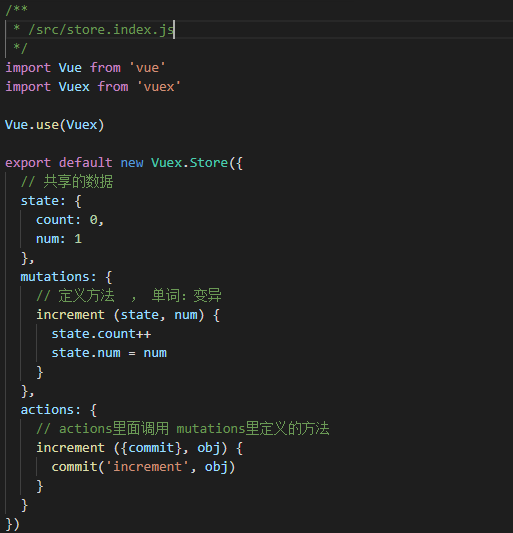 /**
 * /src/store.index.js
 */
import Vue from 'vue'
import Vuex from 'vuex'

Vue.use(Vuex)

export default new Vuex.Store({
  // 共享的数据
  state: {
    count: 0,
    num: 1
  },
  mutations: {
    // 定义方法  ， 单词：变异
    increment (state, num) {
      state.count++
      state.num = num
    }
  },
  actions: {
    // actions里面调用 mutations里定义的方法
    increment ({commit}, obj) {
      commit('increment', obj)
    }
  }
})